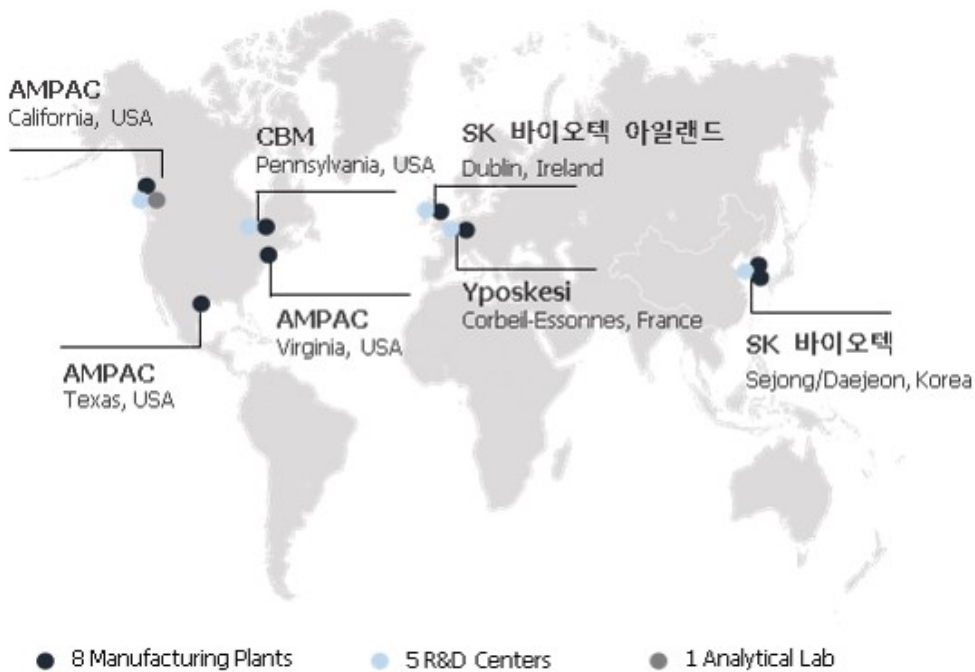 AMPAC
California, USA
CBM
Pennsylvania, USA
SK 바이오텍 아일랜드
Dublin, Ireland
AMPAC
Texas, USA
AMPAC
Virginia, USA
Yposkesi
Corbeil-Essonnes, France
SK 바이오텍
Sejong/Daejeon, Korea
8 Manufacturing Plants
5 R&D Centers
1 Analytical Lab